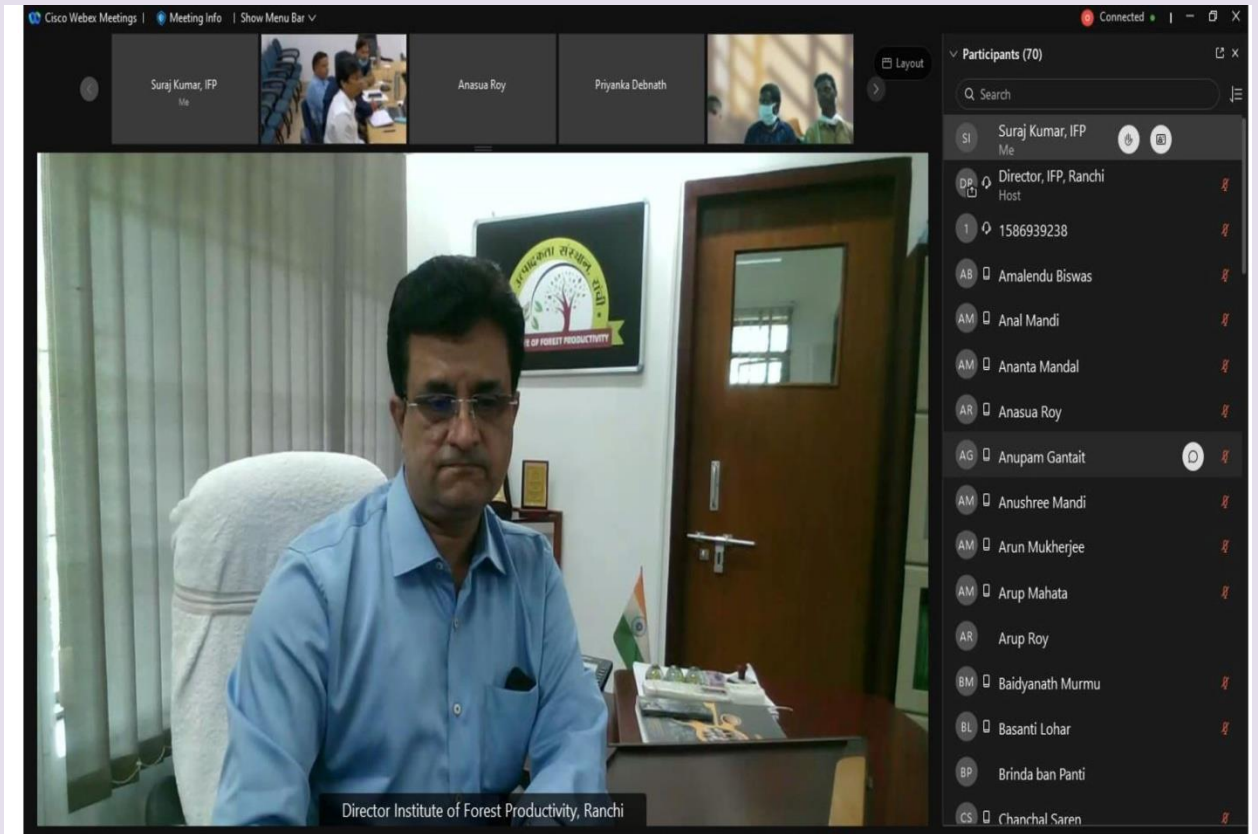 Cisco Webex Meetings | Meeting Info | Show Menu Bar
Connected
Suraj Kumar, IFP
Me
Anasua Roy
Priyanka Debnath
Layout
Participants (70)
Search
SI Suraj Kumar, IFP
Me
DP Director, IFP, Ranchi
Host
1 1586939238
AB Amalendu Biswas
AM Anal Mandi
AM Ananta Mandal
AR Anasua Roy
AG Anupam Gantait
AM Anushree Mandi
AM Arun Mukherjee
AM Arup Mahata
AR Arup Roy
BM Baidyanath Murmu
BL Basanti Lohar
BP Brinda ban Panti
CS Chanchal Saren
उत्पादकता संस्थान, रांची
E OF FOREST PRODUCTIVITY
Director Institute of Forest Productivity, Ranchi